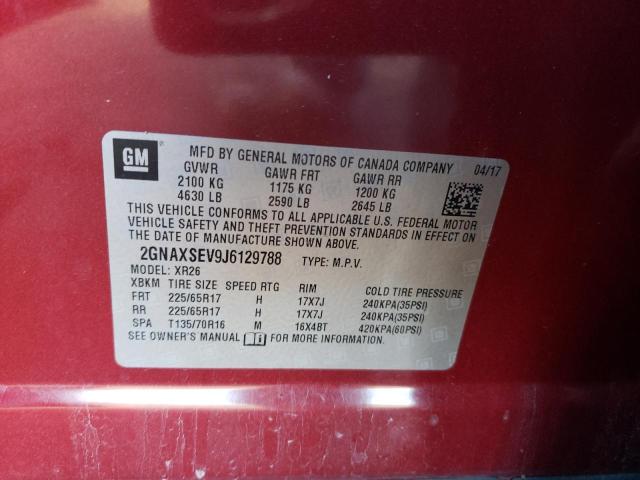 GM
MFD BY GENERAL MOTORS OF CANADA COMPANY 04/17
GVWR GAWR FRT GAWR RR
2100 KG 1175 KG 1200 KG
4630 LB 2590 LB 2645 LB
THIS VEHICLE CONFORMS TO ALL APPLICABLE U.S. FEDERAL MOTOR
VEHICLE SAFETY AND THEFT PREVENTION STANDARDS IN EFFECT ON
THE DATE OF MANUFACTURE SHOWN ABOVE.
2GNAXSEV9J6129788 TYPE: M.P.V.
MODEL: XR26
XBKM TIRE SIZE SPEED RTG RIM COLD TIRE PRESSURE
FRT 225/65R17 H 17X7J 240KPA(35PSI)
RR 225/65R17 H 17X7J 240KPA(35PSI)
SPA T135/70R16 M 16X4BT 420KPA(60PSI)
SEE OWNER'S MANUAL FOR MORE INFORMATION.